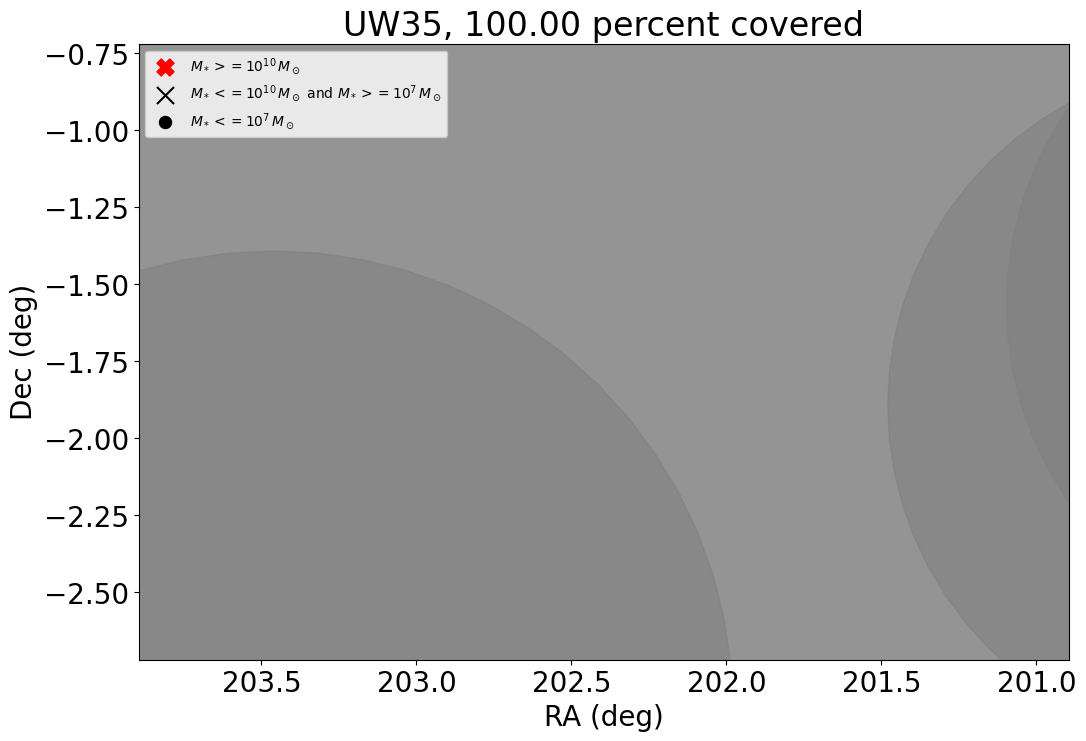 UW35, 100.00 percent covered
M* >= 10^10 M⊙
M* <= 10^10 M⊙ and M* >= 10^7 M⊙
M* <= 10^7 M⊙
−0.75
−1.00
−1.25
−1.50
−1.75
−2.00
−2.25
−2.50
Dec (deg)
203.5 203.0 202.5 202.0 201.5 201.0
RA (deg)